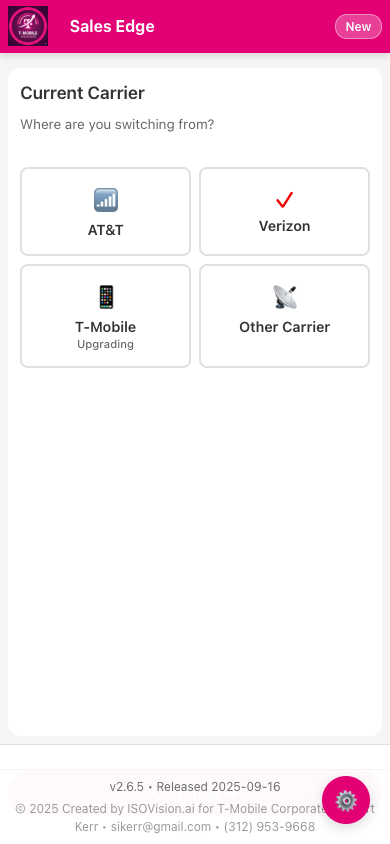 T-MOBILE
Sales Edge
New
Current Carrier
Where are you switching from?
AT&T
Verizon
T-Mobile
Upgrading
Other Carrier
v2.6.5 • Released 2025-09-16
© 2025 Created by ISOVision.ai for T-Mobile Corporate
Kerr • sikerr@gmail.com • (312) 953-9668